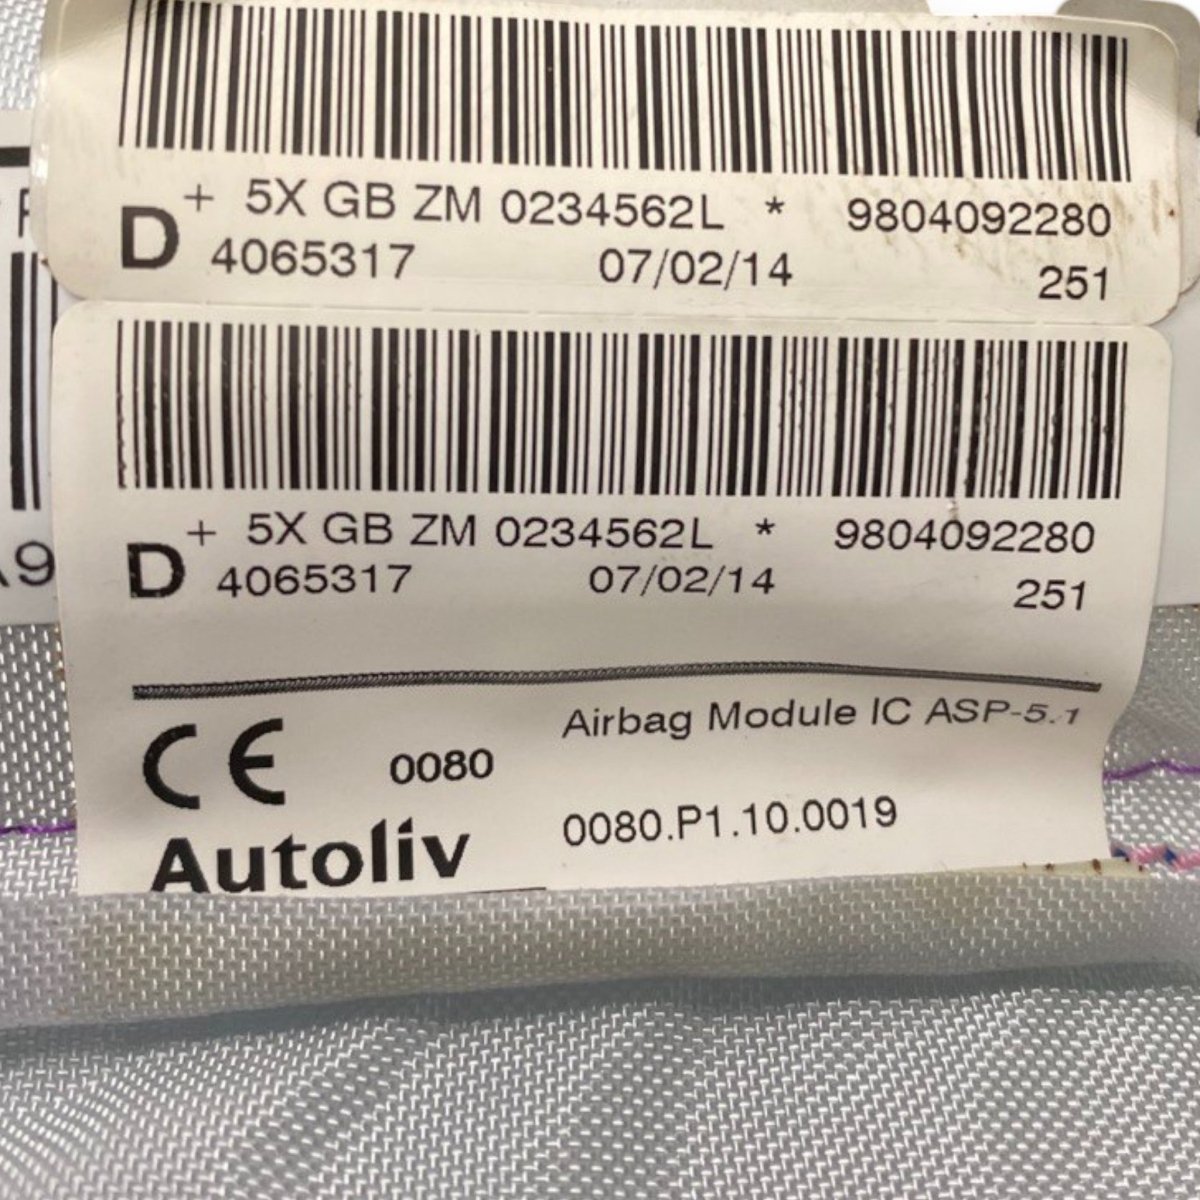 + 5X GB ZM 0234562L * 9804092280
D 4065317 07/02/14 251
+ 5X GB ZM 0234562L * 9804092280
D 4065317 07/02/14 251
CE 0080 Airbag Module IC ASP-5.1
Autoliv 0080.P1.10.0019